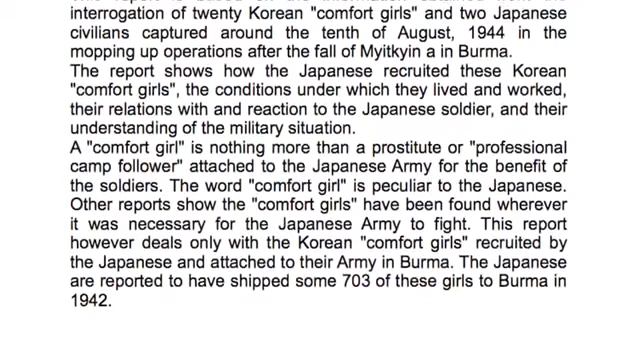 interrogation of twenty Korean "comfort girls" and two Japanese
civilians captured around the tenth of August, 1944 in the
mopping up operations after the fall of Myitkyin a in Burma.
The report shows how the Japanese recruited these Korean
"comfort girls", the conditions under which they lived and worked,
their relations with and reaction to the Japanese soldier, and their
understanding of the military situation.
A "comfort girl" is nothing more than a prostitute or "professional
camp follower" attached to the Japanese Army for the benefit of
the soldiers. The word "comfort girl" is peculiar to the Japanese.
Other reports show the "comfort girls" have been found wherever
it was necessary for the Japanese Army to fight. This report
however deals only with the Korean "comfort girls" recruited by
the Japanese and attached to their Army in Burma. The Japanese
are reported to have shipped some 703 of these girls to Burma in
1942.